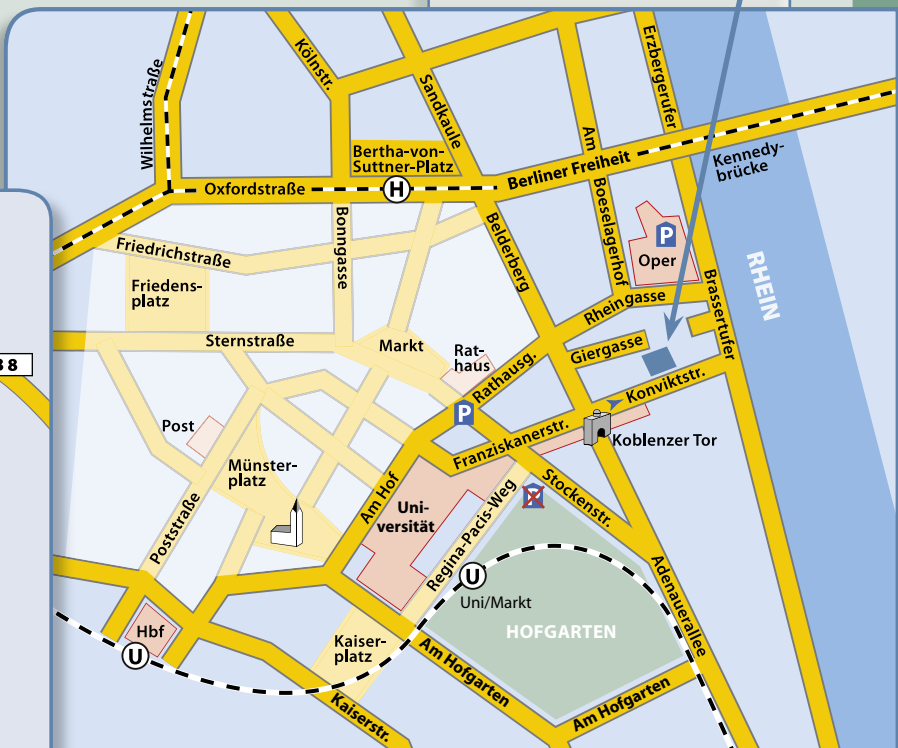 Wilhelmstraße
Kölnstr.
Sandkaule
Erzbergerufer
Am
Boeselagerhof
Bertha-von-
Suttner-Platz
Berliner Freiheit
Kennedy-
brücke
Oxfordstraße
H
Friedrichstraße
Bonngasse
Belderberg
P
Oper
RHEIN
Friedens-
platz
Rheingasse
Brassertufer
Sternstraße
Markt
Rat-
haus
Giergasse
38
Rathausg.
Konviktstr.
P
Post
Franziskanerstr.
Koblenzer Tor
Münster-
platz
Am Hof
Uni-
versität
Stockenstr.
P
Poststraße
Regina-Pacis-Weg
Adenauerallee
U
Uni/Markt
HOFGARTEN
Hbf
U
Kaiser-
platz
Am Hofgarten
Am Hofgarten
Kaiserstr.